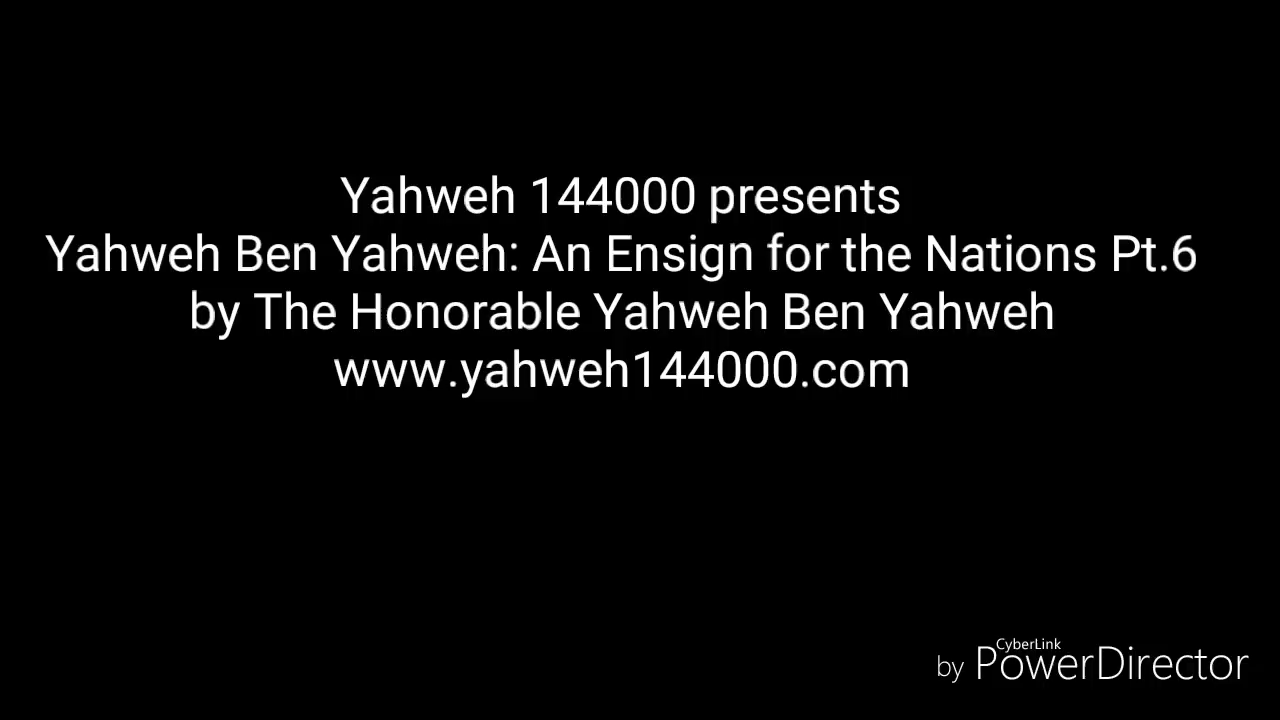 Yahweh 144000 presents
Yahweh Ben Yahweh: An Ensign for the Nations Pt.6
by The Honorable Yahweh Ben Yahweh
www.yahweh144000.com
CyberLink
by PowerDirector